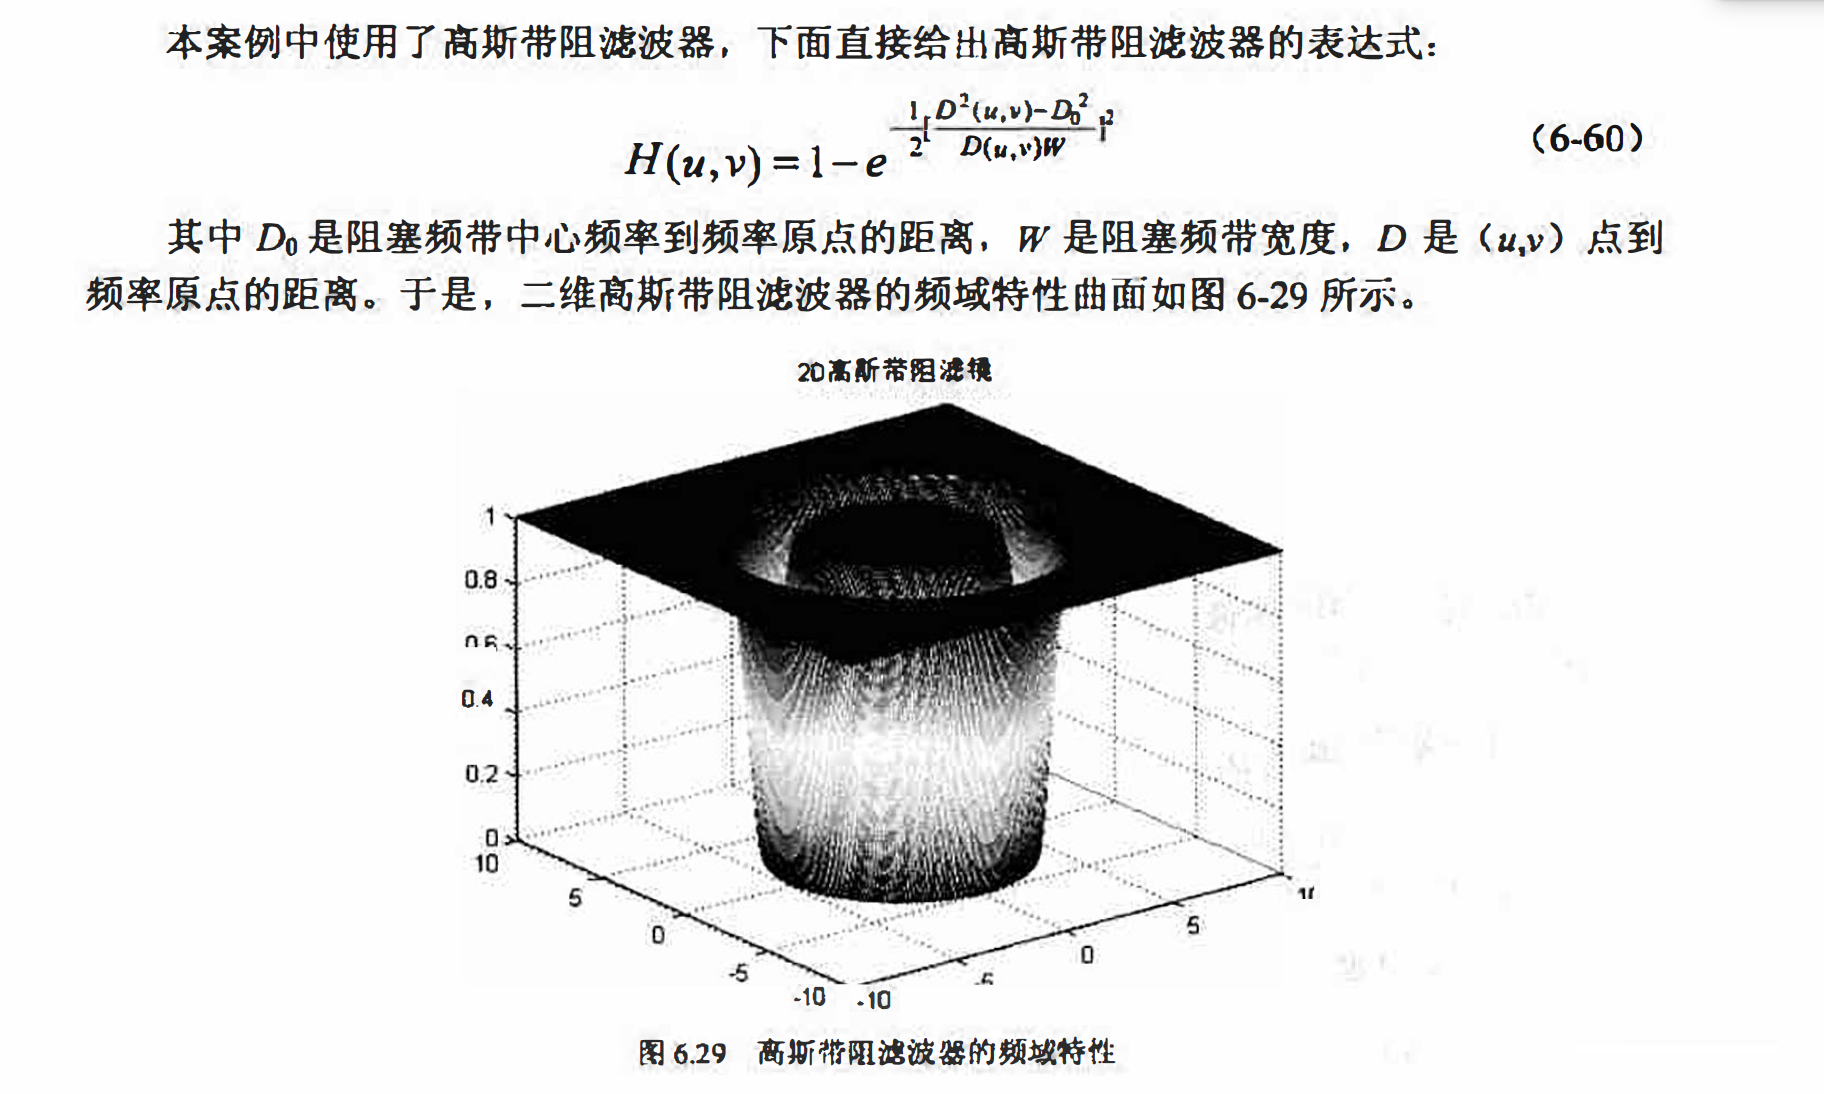 本案例中使用了高斯带阻滤波器，下面直接给出高斯带阻滤波器的表达式：
H(u,v)=1−e^{−\frac{1}{2}[\frac{D^2(u,v)−D_0^2}{D(u,v)W}]^2} （6-60）
其中 D₀ 是阻塞频带中心频率到频率原点的距离，W 是阻塞频带宽度，D 是（u,v）点到
频率原点的距离。于是，二维高斯带阻滤波器的频域特性曲面如图 6-29 所示。
高斯带阻滤
1
0.8
0.6
0.4
0.2
0
10
5
0
-5
-10
-10
-5
0
5
10
图 6.29 高斯带阻滤波器的频域特性